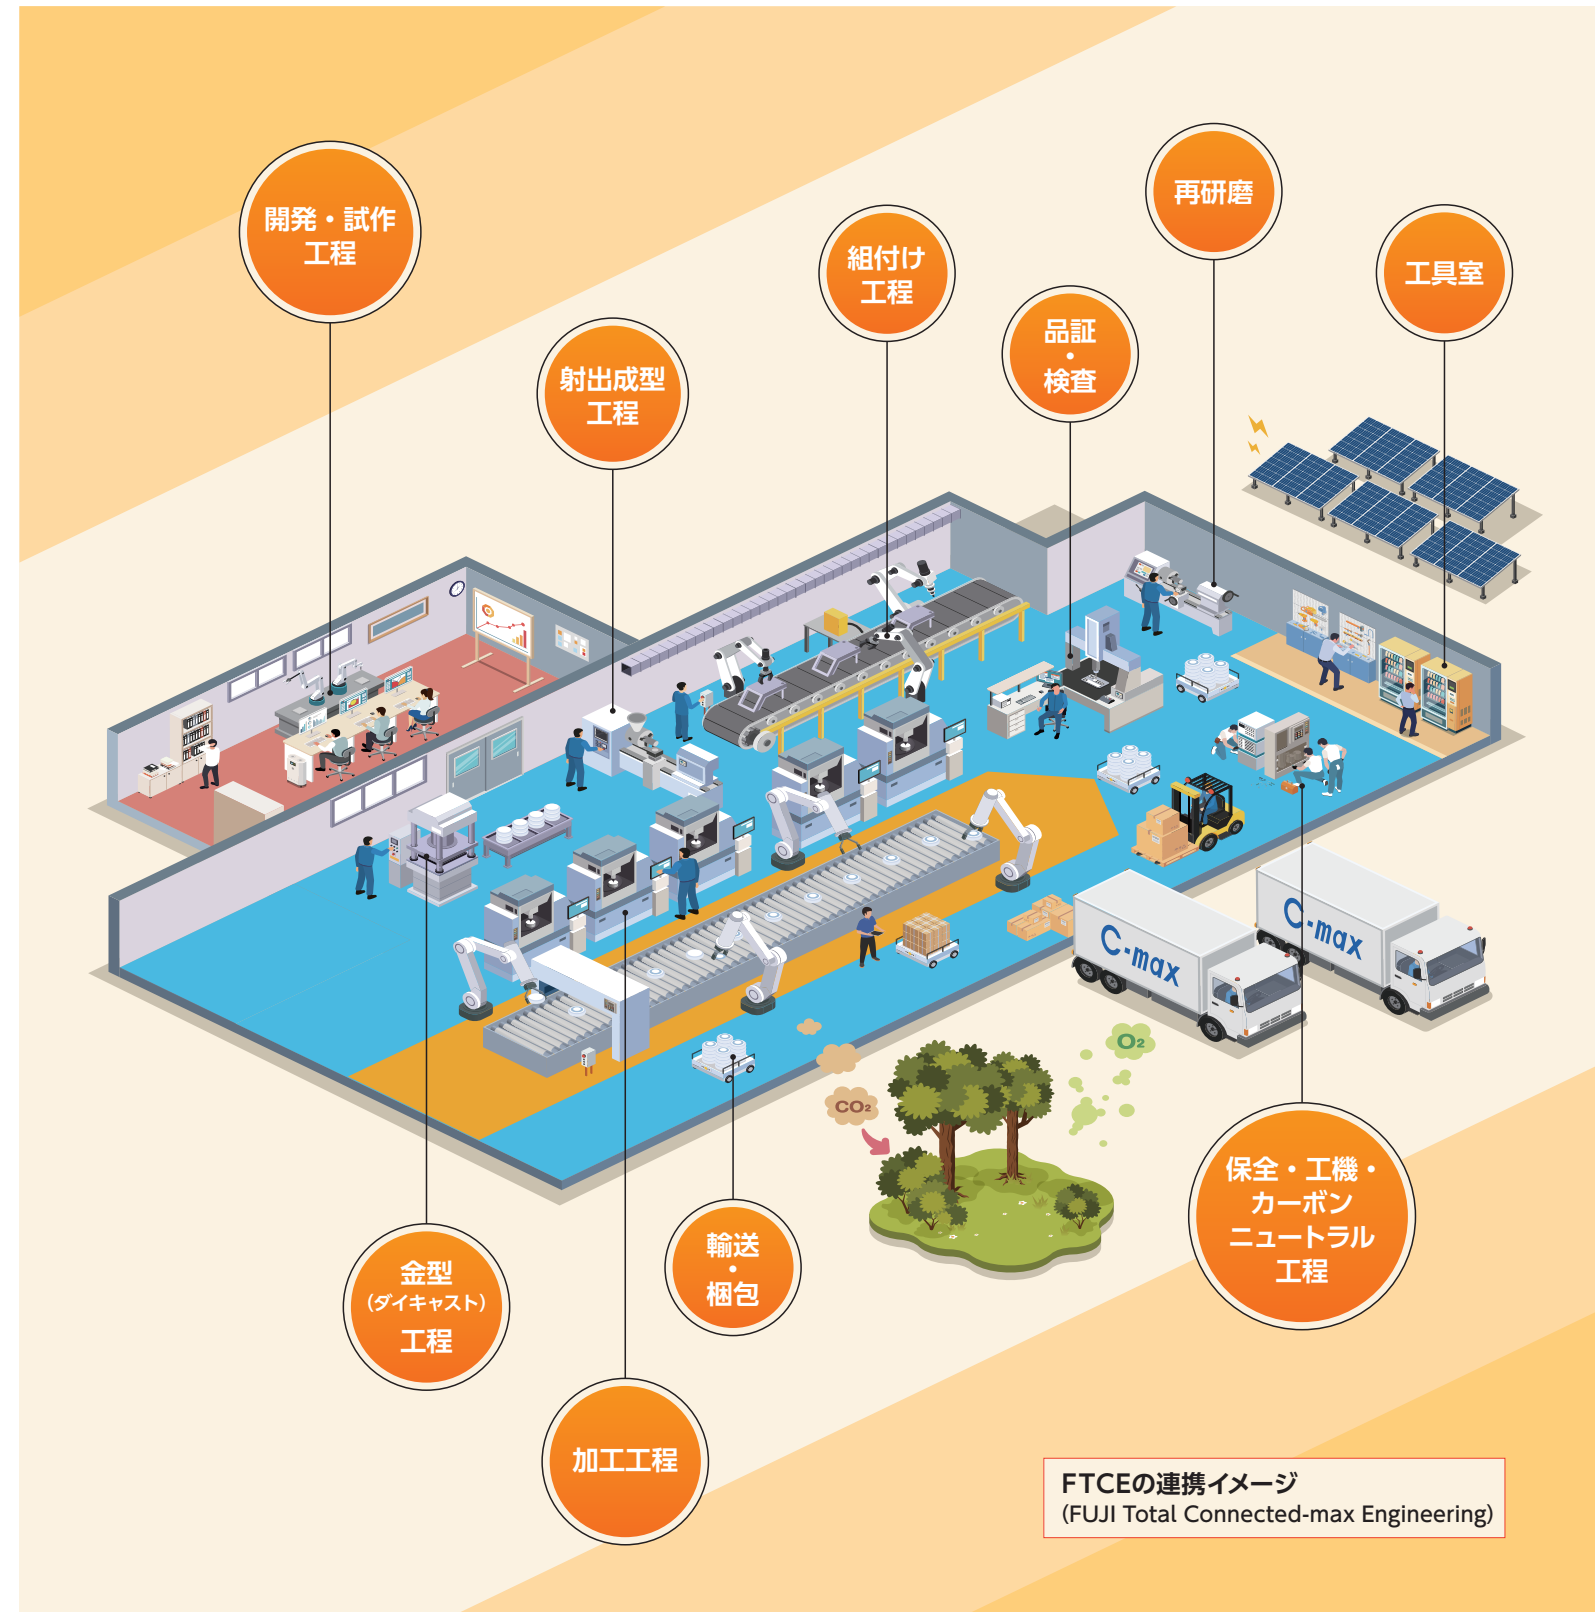 開発・試作
工程
射出成型
工程
組付け
工程
品証
・
検査
再研磨
工具室
C-max
C-max
O₂
CO₂
金型
(ダイキャスト)
工程
加工工程
輸送
・
梱包
保全・工機・
カーボン
ニュートラル
工程
FTCEの連携イメージ
(FUJI Total Connected-max Engineering)